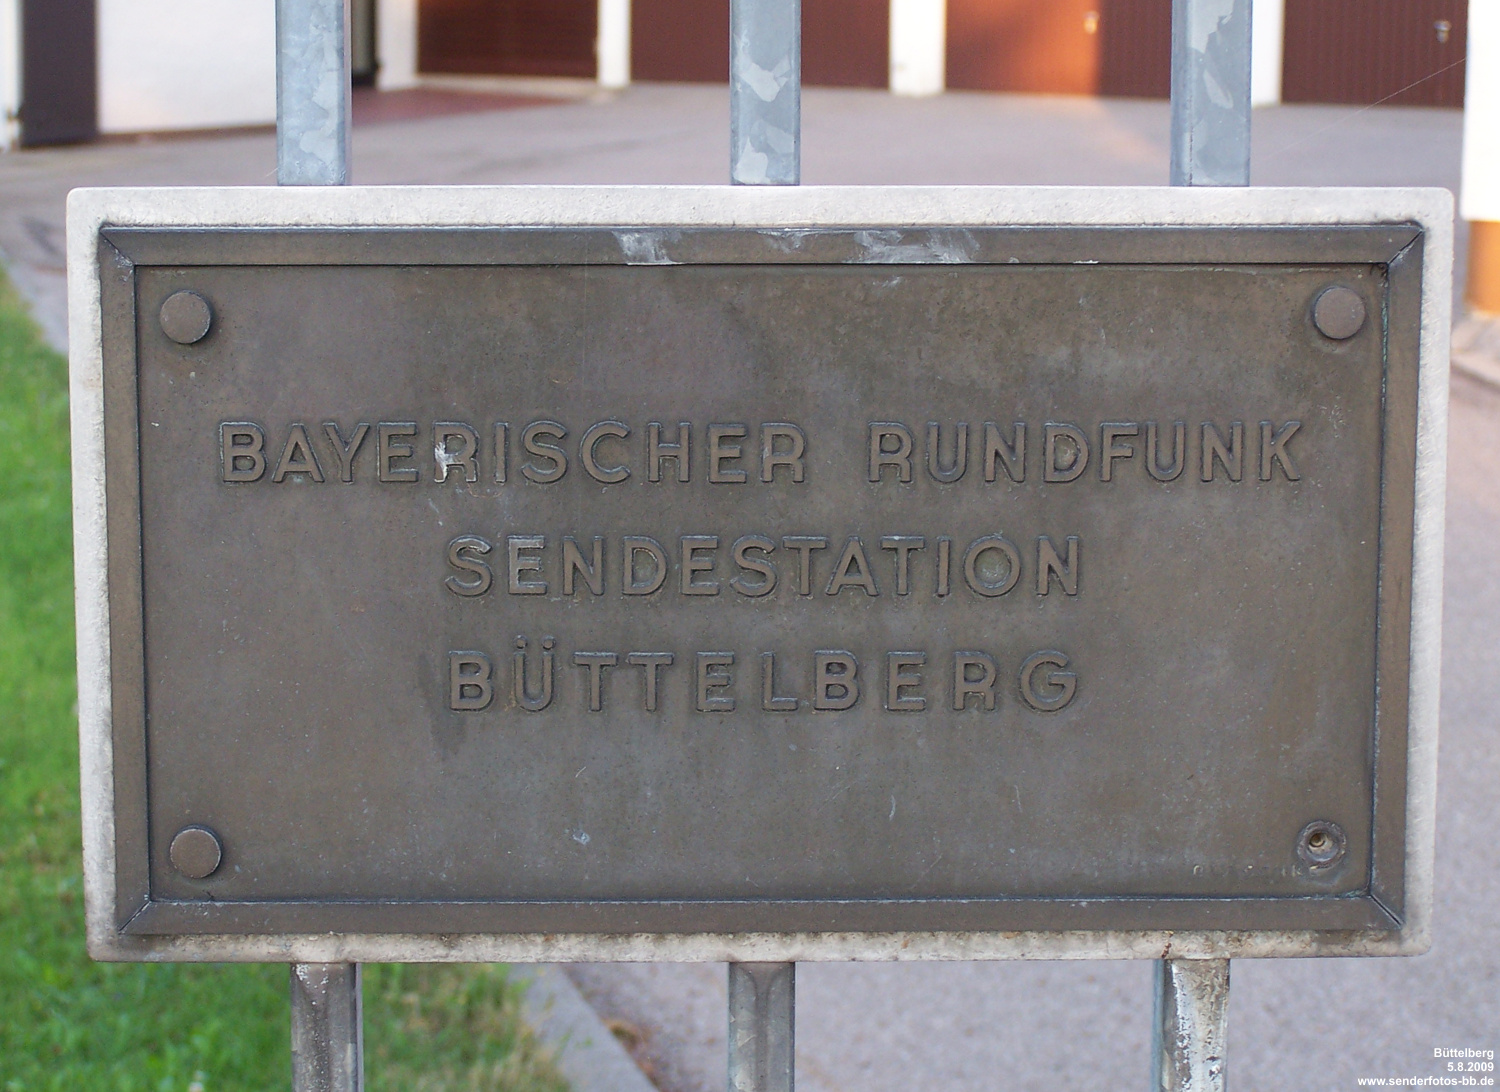 BAYERISCHER RUNDFUNK
SENDESTATION
BÜTTELBERG
Büttelberg
5.8.2009
www.senderfotos-bb.de